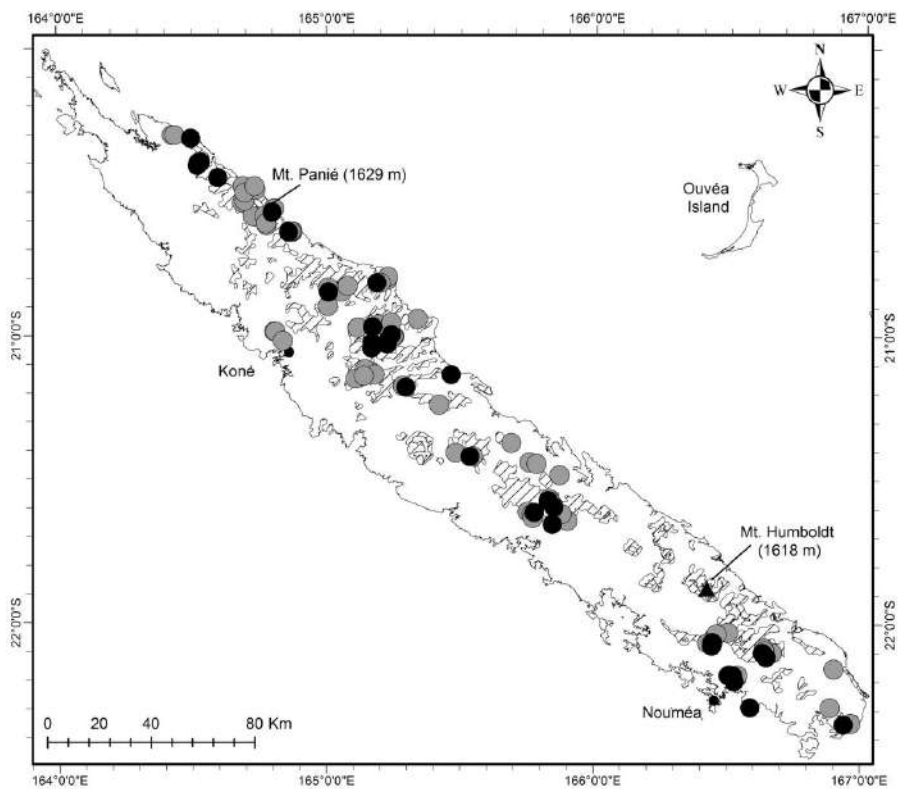 164°0'0"E 165°0'0"E 166°0'0"E 167°0'0"E
N
W E
S
Mt. Panié (1629 m)
Ouvéa
Island
21°0'0"S
21°0'0"S
Koné
Mt. Humboldt
(1618 m)
22°0'0"S
22°0'0"S
Nouméa
0 20 40 80 Km
164°0'0"E 165°0'0"E 166°0'0"E 167°0'0"E